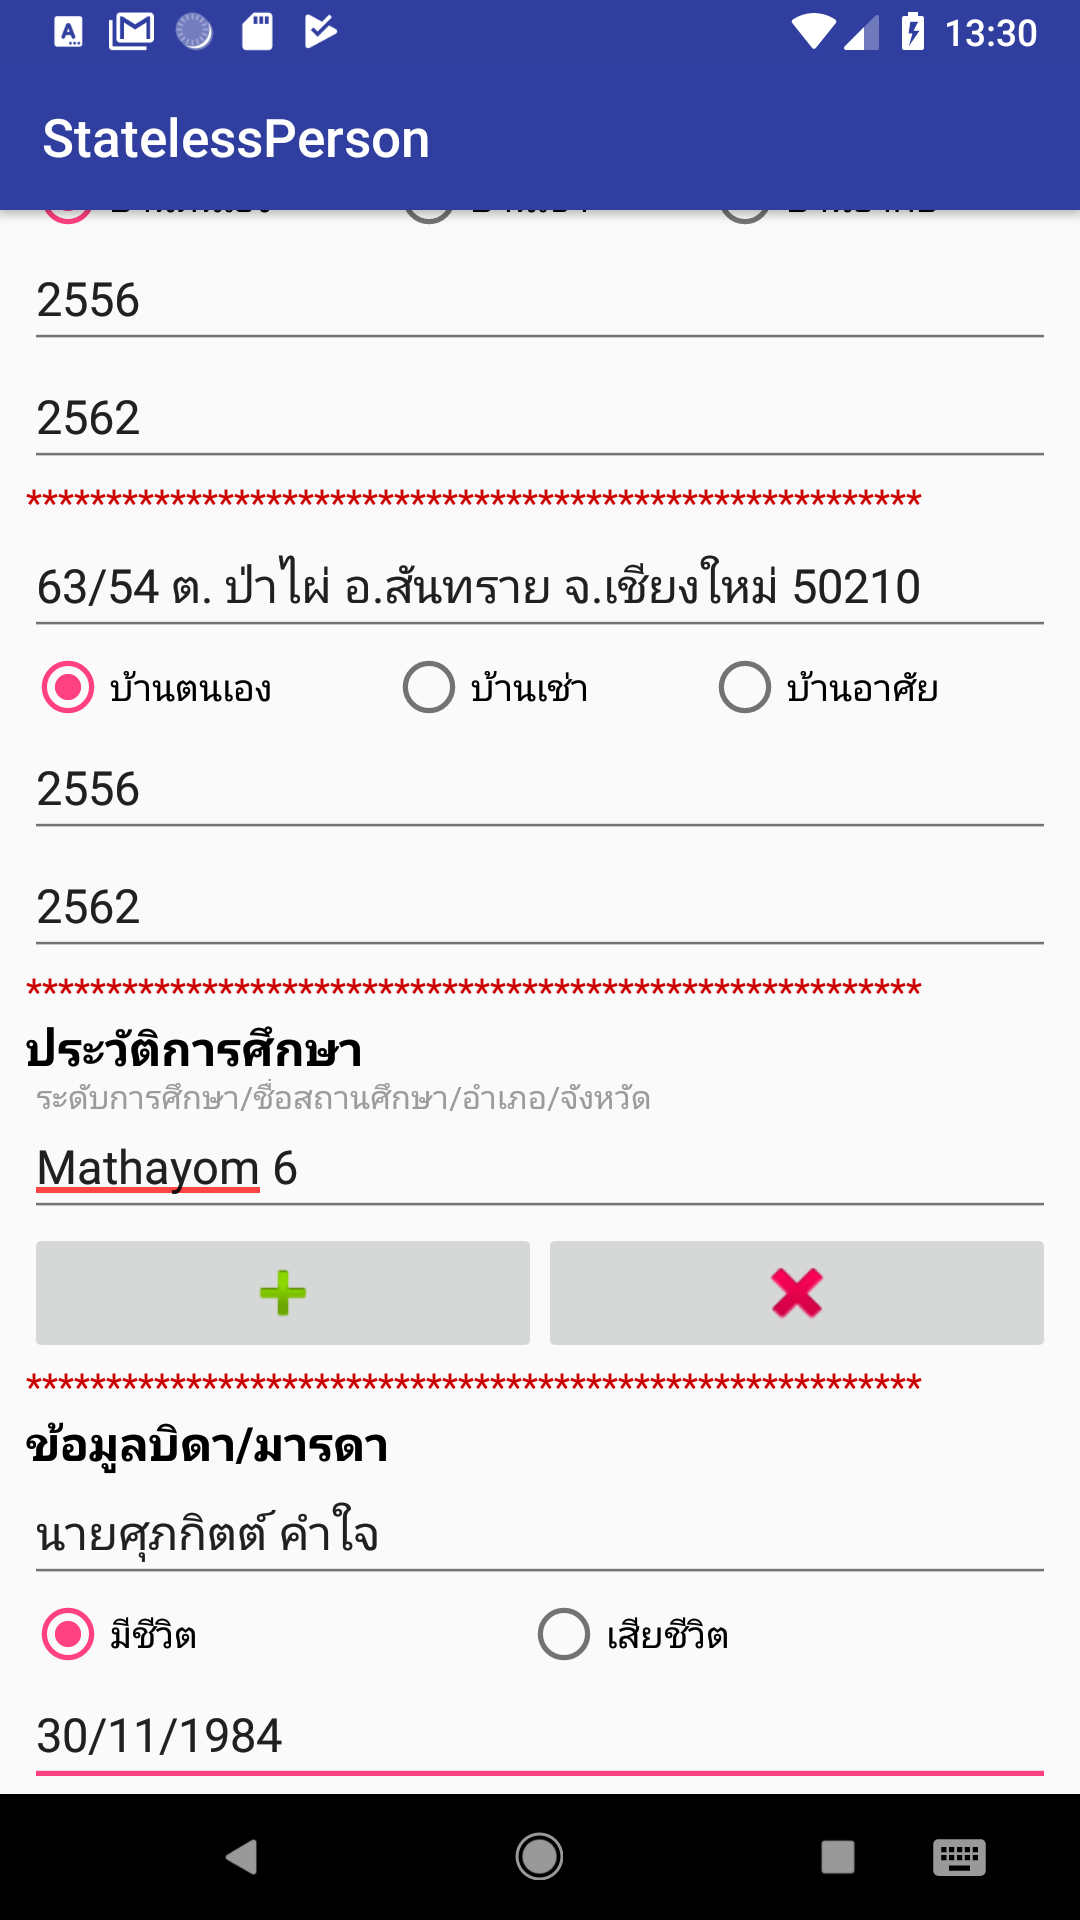 13:30
StatelessPerson
2556
2562
********************************************************
63/54 ต. ป่าไผ่ อ.สันทราย จ.เชียงใหม่ 50210
บ้านตนเอง บ้านเช่า บ้านอาศัย
2556
2562
********************************************************
ประวัติการศึกษา
ระดับการศึกษา/ชื่อสถานศึกษา/อำเภอ/จังหวัด
Mathayom 6
********************************************************
ข้อมูลบิดา/มารดา
นายศุภกิตต์ คำใจ
มีชีวิต เสียชีวิต
30/11/1984